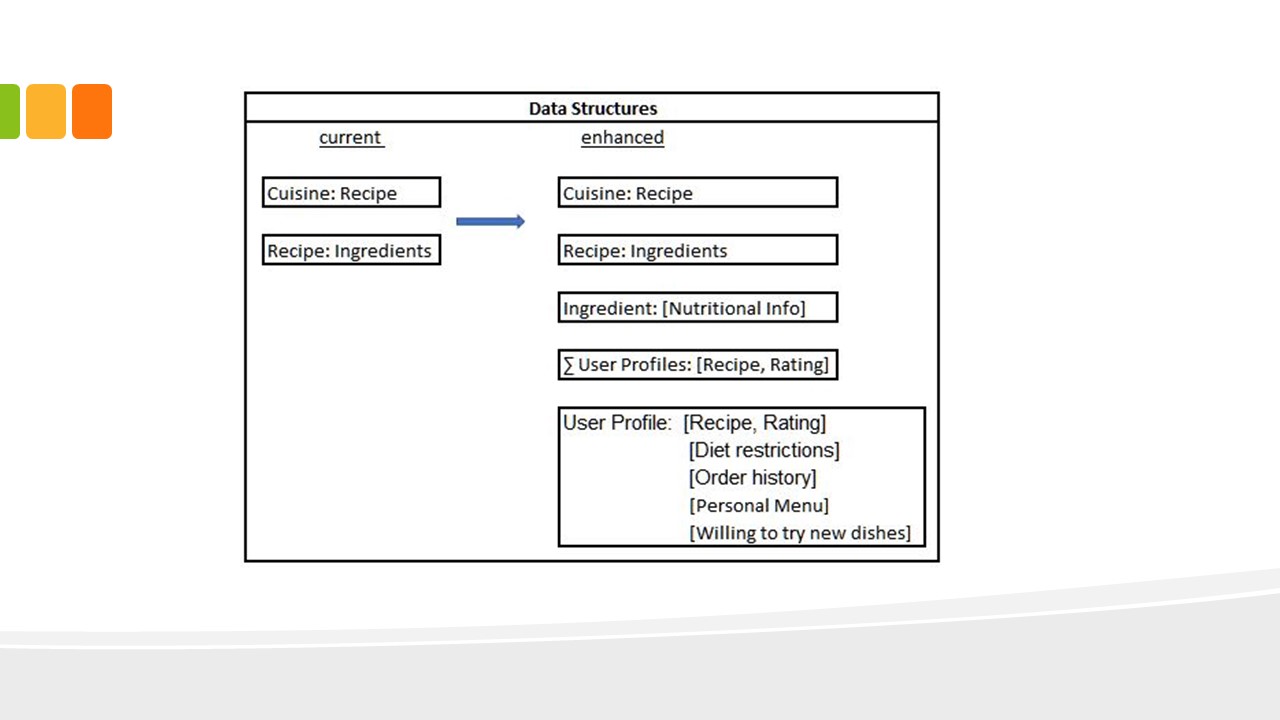 Data Structures
current
enhanced
Cuisine: Recipe
Recipe: Ingredients
Cuisine: Recipe
Recipe: Ingredients
Ingredient: [Nutritional Info]
∑ User Profiles: [Recipe, Rating]
User Profile: [Recipe, Rating]
[Diet restrictions]
[Order history]
[Personal Menu]
[Willing to try new dishes]